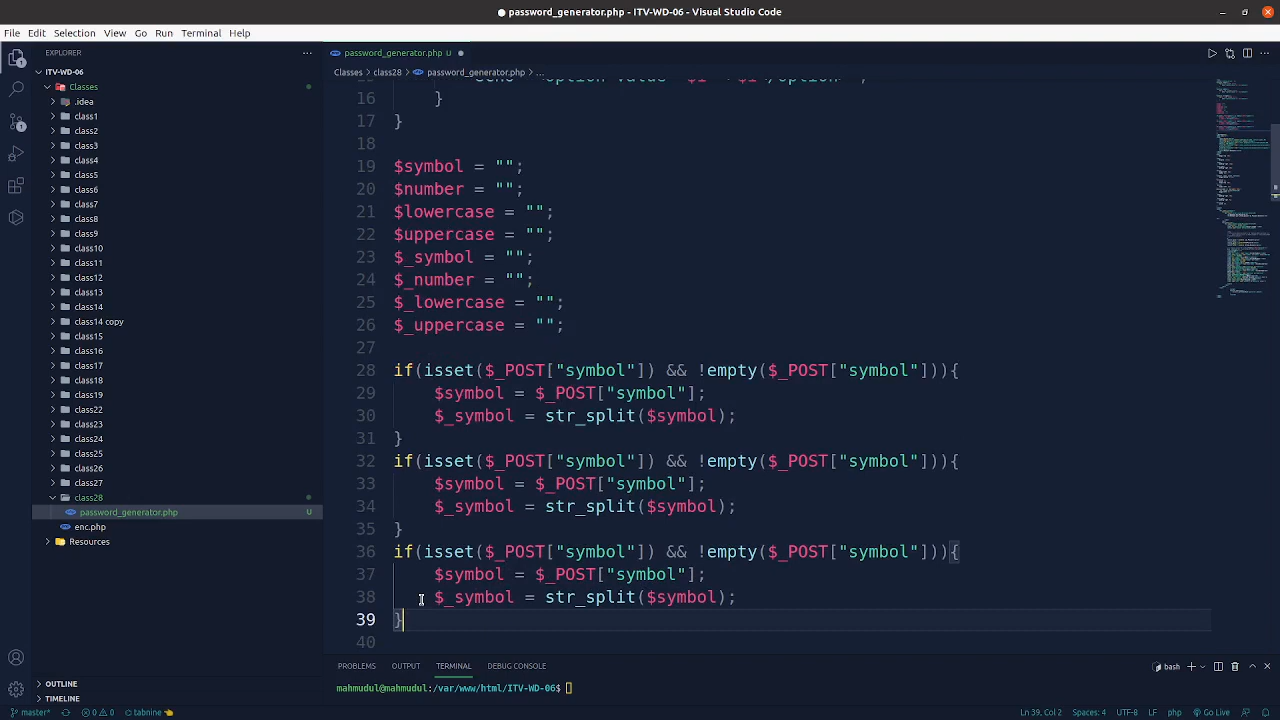 password_generator.php - ITV-WD-06 - Visual Studio Code
File Edit Selection View Go Run Terminal Help
EXPLORER
password_generator.php U
ITV-WD-06
Classes > class28 > password_generator.php > ...
Classes
.idea
class1
class2
class3
class4
class5
class6
class7
class8
class9
class10
class11
class12
class13
class14
class14 copy
class15
class16
class17
class18
class19
class22
class23
class24
class25
class26
class27
class28
password_generator.php U
enc.php
Resources
OUTLINE
TIMELINE
16 }
17 }
18
19 $symbol = "";
20 $number = "";
21 $lowercase = "";
22 $uppercase = "";
23 $_symbol = "";
24 $_number = "";
25 $_lowercase = "";
26 $_uppercase = "";
27
28 if(isset($_POST["symbol"]) && !empty($_POST["symbol"])){
29 $symbol = $_POST["symbol"];
30 $_symbol = str_split($symbol);
31 }
32 if(isset($_POST["symbol"]) && !empty($_POST["symbol"])){
33 $symbol = $_POST["symbol"];
34 $_symbol = str_split($symbol);
35 }
36 if(isset($_POST["symbol"]) && !empty($_POST["symbol"])){
37 $symbol = $_POST["symbol"];
38 $_symbol = str_split($symbol);
39 }
40
PROBLEMS OUTPUT TERMINAL DEBUG CONSOLE
bash
mahmudul@mahmudul:/var/www/html/ITV-WD-06$
master* 0 0 tabnine Ln 39, Col 2 Spaces: 4 UTF-8 LF php Go Live